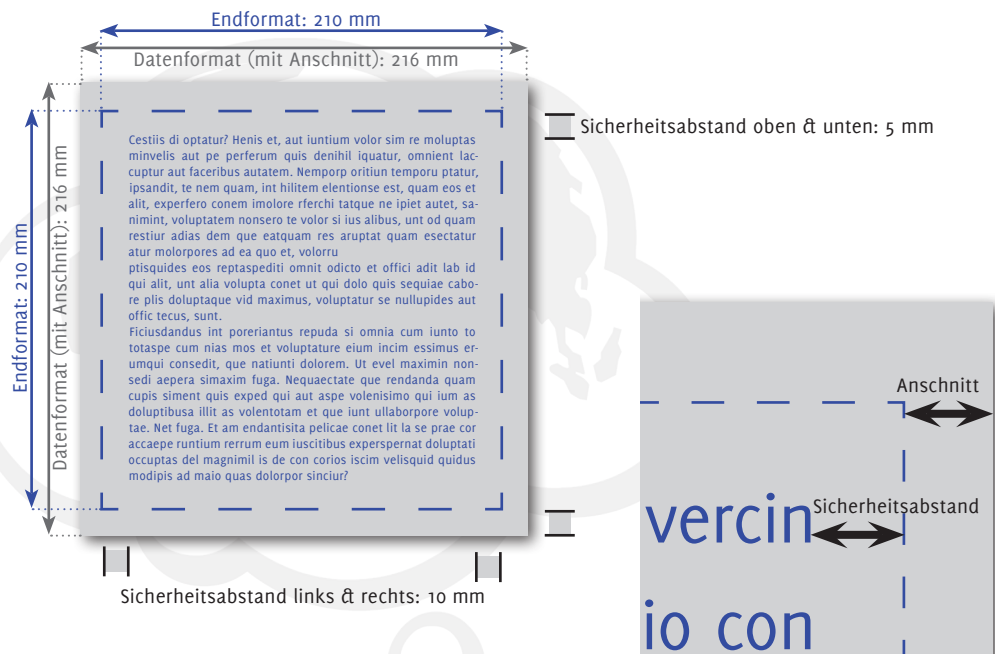 Endformat: 210 mm
Datenformat (mit Anschnitt): 216 mm
Endformat: 210 mm
Datenformat (mit Anschnitt): 216 mm
Sicherheitsabstand oben & unten: 5 mm
Cestiis di optatur? Henis et, aut iuntium volor sim re moluptas
minvelis aut pe perferum quis denihil iquatur, omnient lac-
cuptur aut faceribus autatem. Nemporp oritiun temporu ptatur,
ipsandit, te nem quam, int hilitem elentionse est, quam eos et
alit, experfero conem imolore rferchi tatque ne ipiet autet, sa-
nimint, voluptatem nonsero te volor si ius alibus, unt od quam
restiur adias dem que eatquam res aruptat quam esectatur
atur molorpores ad ea quo et, volorru
ptisquides eos reptaspediti omnit odicto et offici adit lab id
qui alit, unt alia volupta conet ut qui dolo quis sequiae cabo-
re plis doluptaque vid maximus, voluptatur se nullupides aut
offic tecus, sunt.
Ficiusdandus int poreriantus repuda si omnia cum iunto to
totaspe cum nias mos et voluptature eium incim essimus er-
umqui consedit, que natiunti dolorem. Ut evel maximin non-
sedi aepera simaxim fuga. Nequaectate que rendanda quam
cupis siment quis exped qui aut aspe volenisimo qui ium as
doluptibusa illit as volentotam et que iunt ullaborpore volup-
tae. Net fuga. Et am endantisita pelicae conet lit la se prae cor
accaepe runtium rerrum eum iuscitibus experspernat doluptati
occuptas del magnimil is de con corios iscim velisquid quidus
modipis ad maio quas dolorpor sinciur?
Sicherheitsabstand links & rechts: 10 mm
Anschnitt
Sicherheitsabstand
vercin
io con